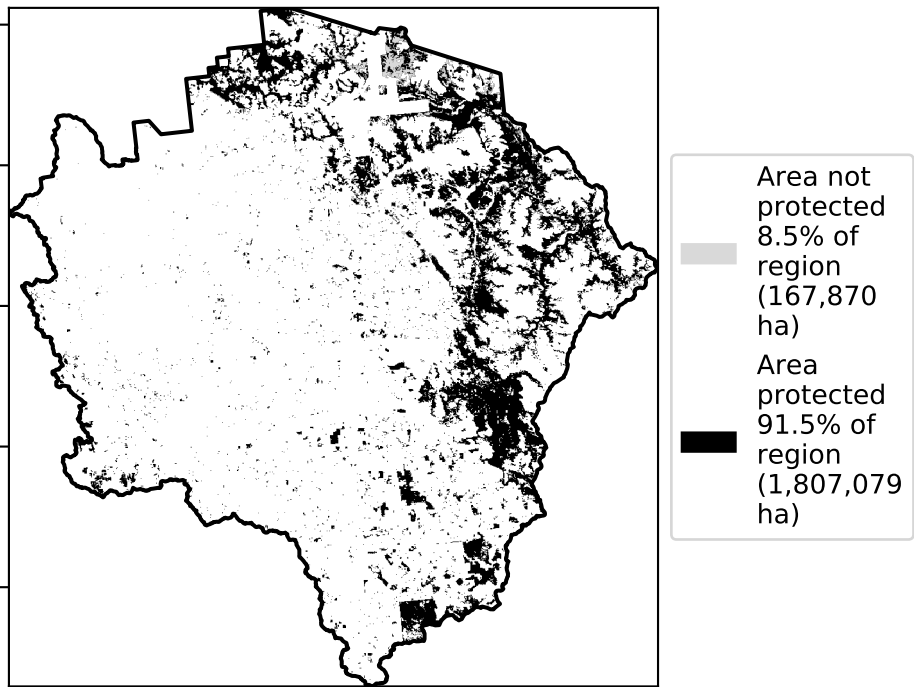 Area not
protected
8.5% of
region
(167,870
ha)
Area
protected
91.5% of
region
(1,807,079
ha)